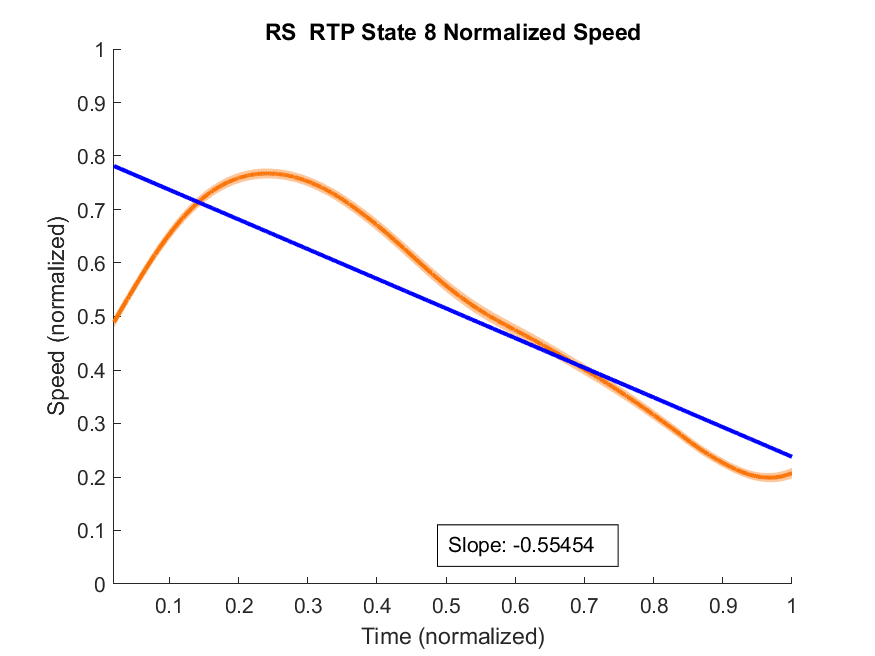 RS  RTP State 8 Normalized Speed
1
0.9
0.8
0.7
0.6
0.5
0.4
0.3
0.2
0.1
0
Speed (normalized)
Slope: -0.55454
0.1 0.2 0.3 0.4 0.5 0.6 0.7 0.8 0.9 1
Time (normalized)